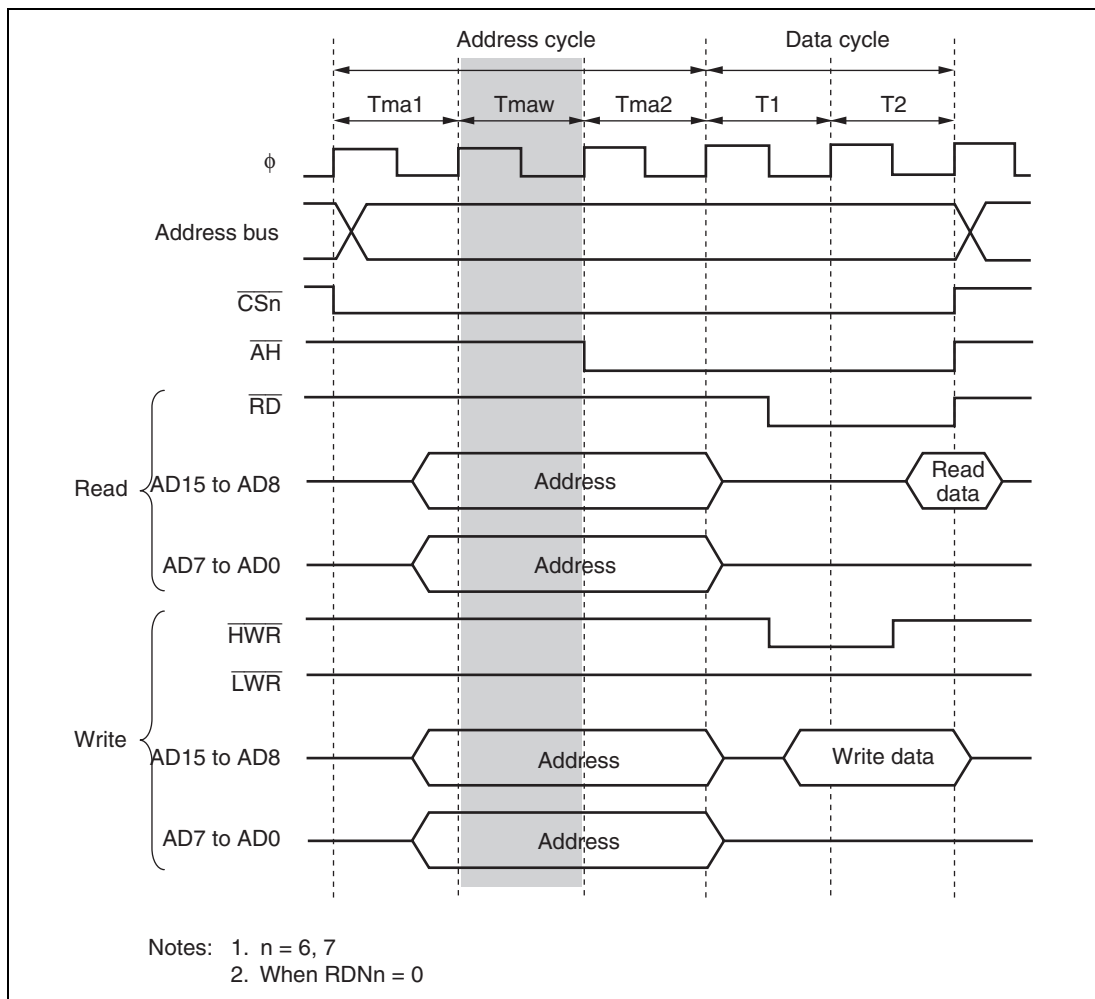 Address cycle Data cycle
Tma1 Tmaw Tma2 T1 T2
ϕ
Address bus
CSn
AH
RD
Read AD15 to AD8 Address Read data
AD7 to AD0 Address
HWR
LWR
Write AD15 to AD8 Address Write data
AD7 to AD0 Address
Notes: 1. n = 6, 7
2. When RDNn = 0